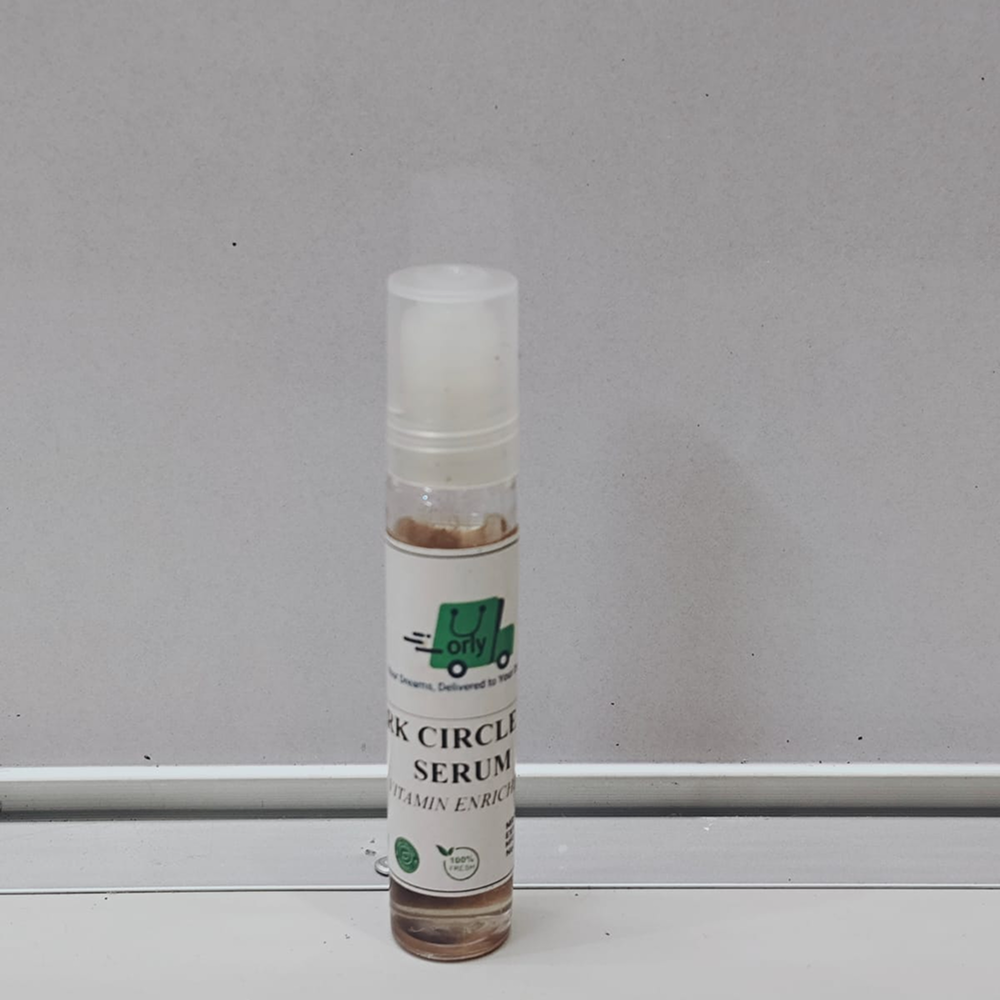 orly
Dreams, Delivered to Your
RK CIRCLE
SERUM
VITAMIN ENRICH
100%
FRESH